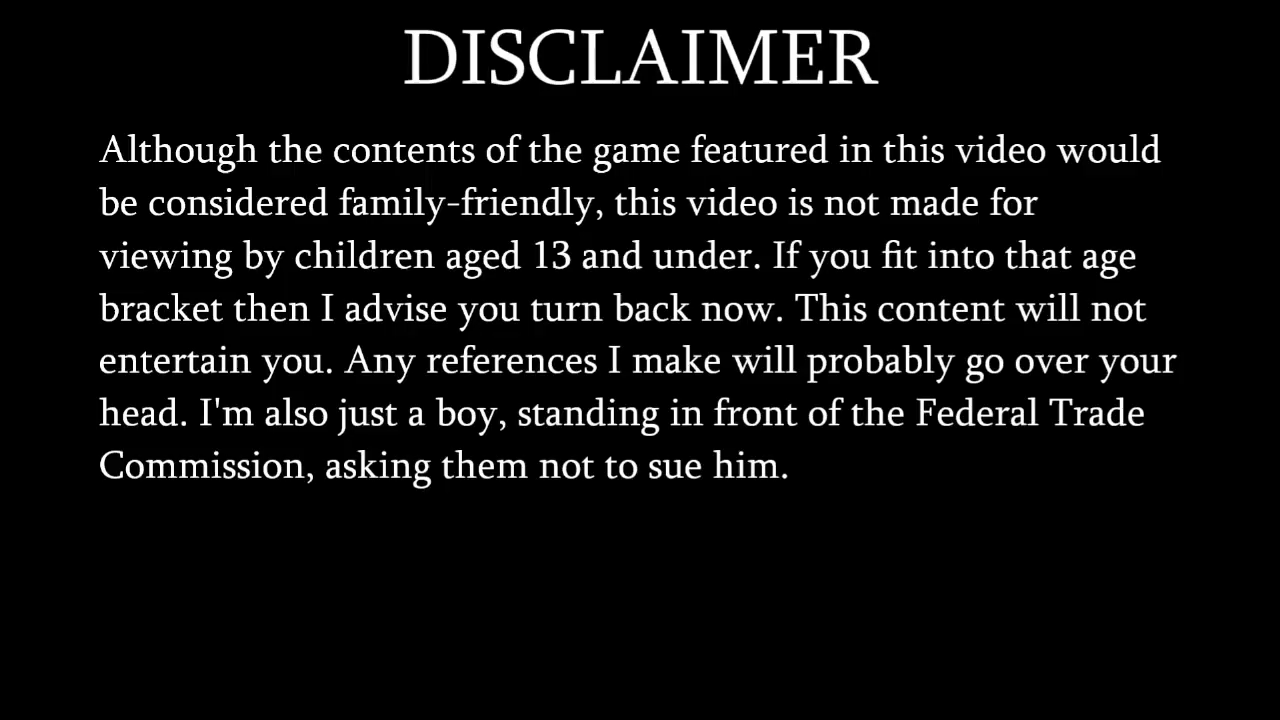 DISCLAIMER
Although the contents of the game featured in this video would
be considered family-friendly, this video is not made for
viewing by children aged 13 and under. If you fit into that age
bracket then I advise you turn back now. This content will not
entertain you. Any references I make will probably go over your
head. I'm also just a boy, standing in front of the Federal Trade
Commission, asking them not to sue him.